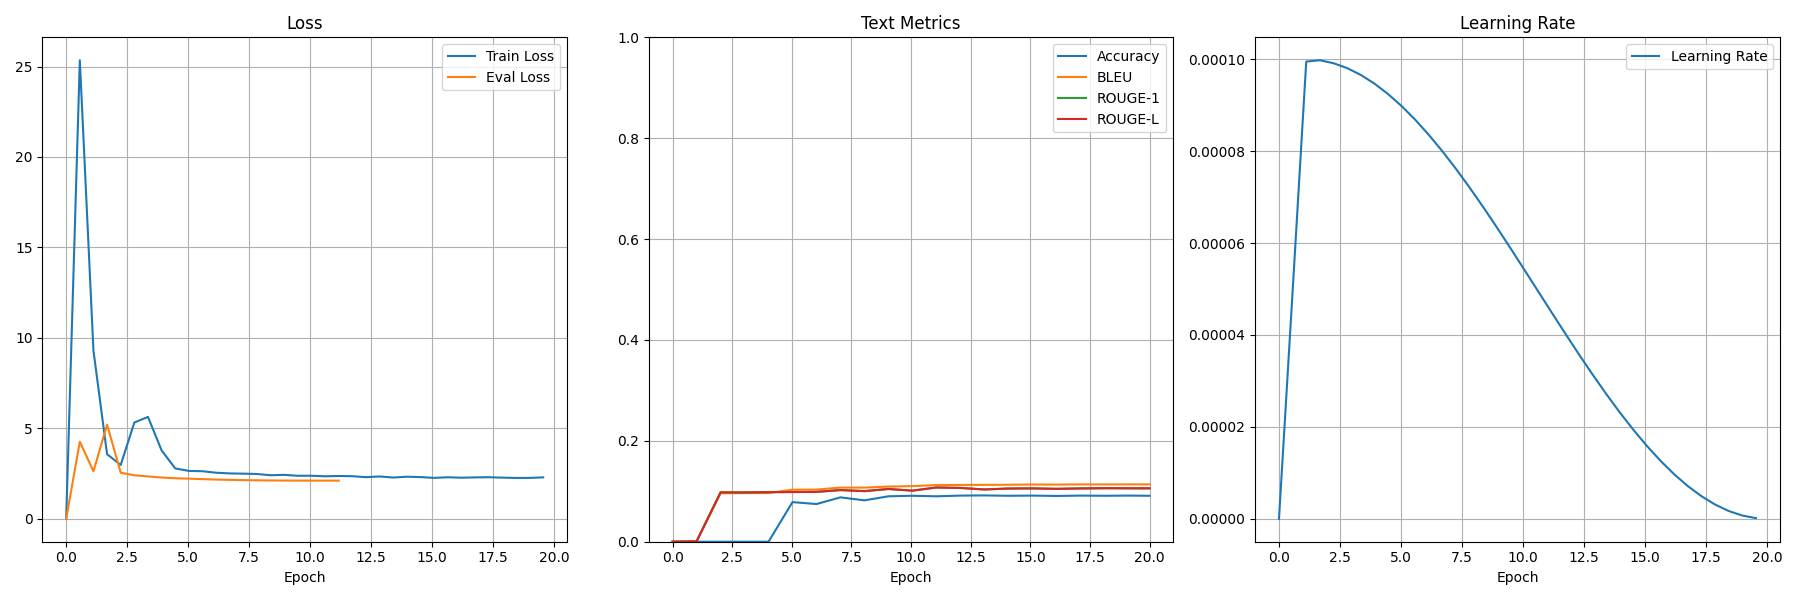 Loss
Train Loss
Eval Loss
25
20
15
10
5
0
0.0 2.5 5.0 7.5 10.0 12.5 15.0 17.5 20.0
Epoch
Text Metrics
Accuracy
BLEU
ROUGE-1
ROUGE-L
1.0
0.8
0.6
0.4
0.2
0.0
0.0 2.5 5.0 7.5 10.0 12.5 15.0 17.5 20.0
Epoch
Learning Rate
Learning Rate
0.00010
0.00008
0.00006
0.00004
0.00002
0.00000
0.0 2.5 5.0 7.5 10.0 12.5 15.0 17.5 20.0
Epoch